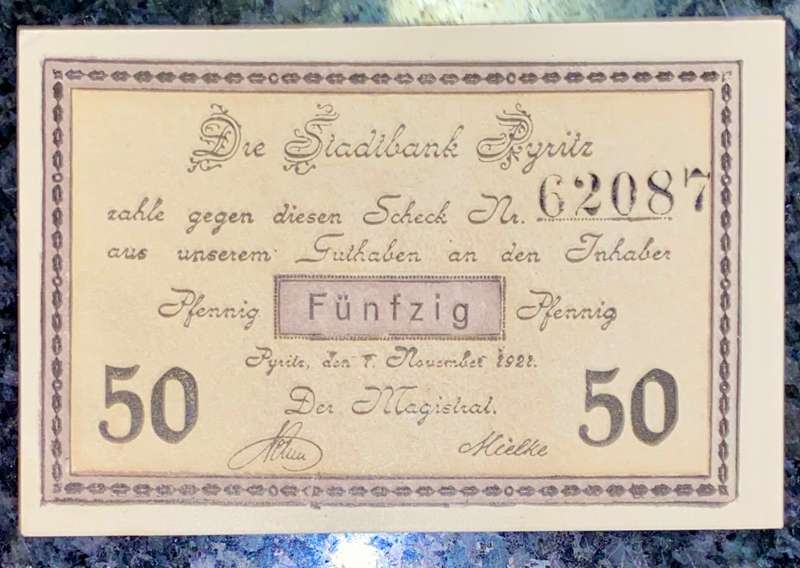 Die Stadtbank Pyritz
zahle gegen diesen Scheck Nr. 62087
aus unserem Guthaben an den Inhaber
Pfennig Fünfzig Pfennig
Pyritz, den 1. November 1921.
50 Der Magistrat. 50
Mielke